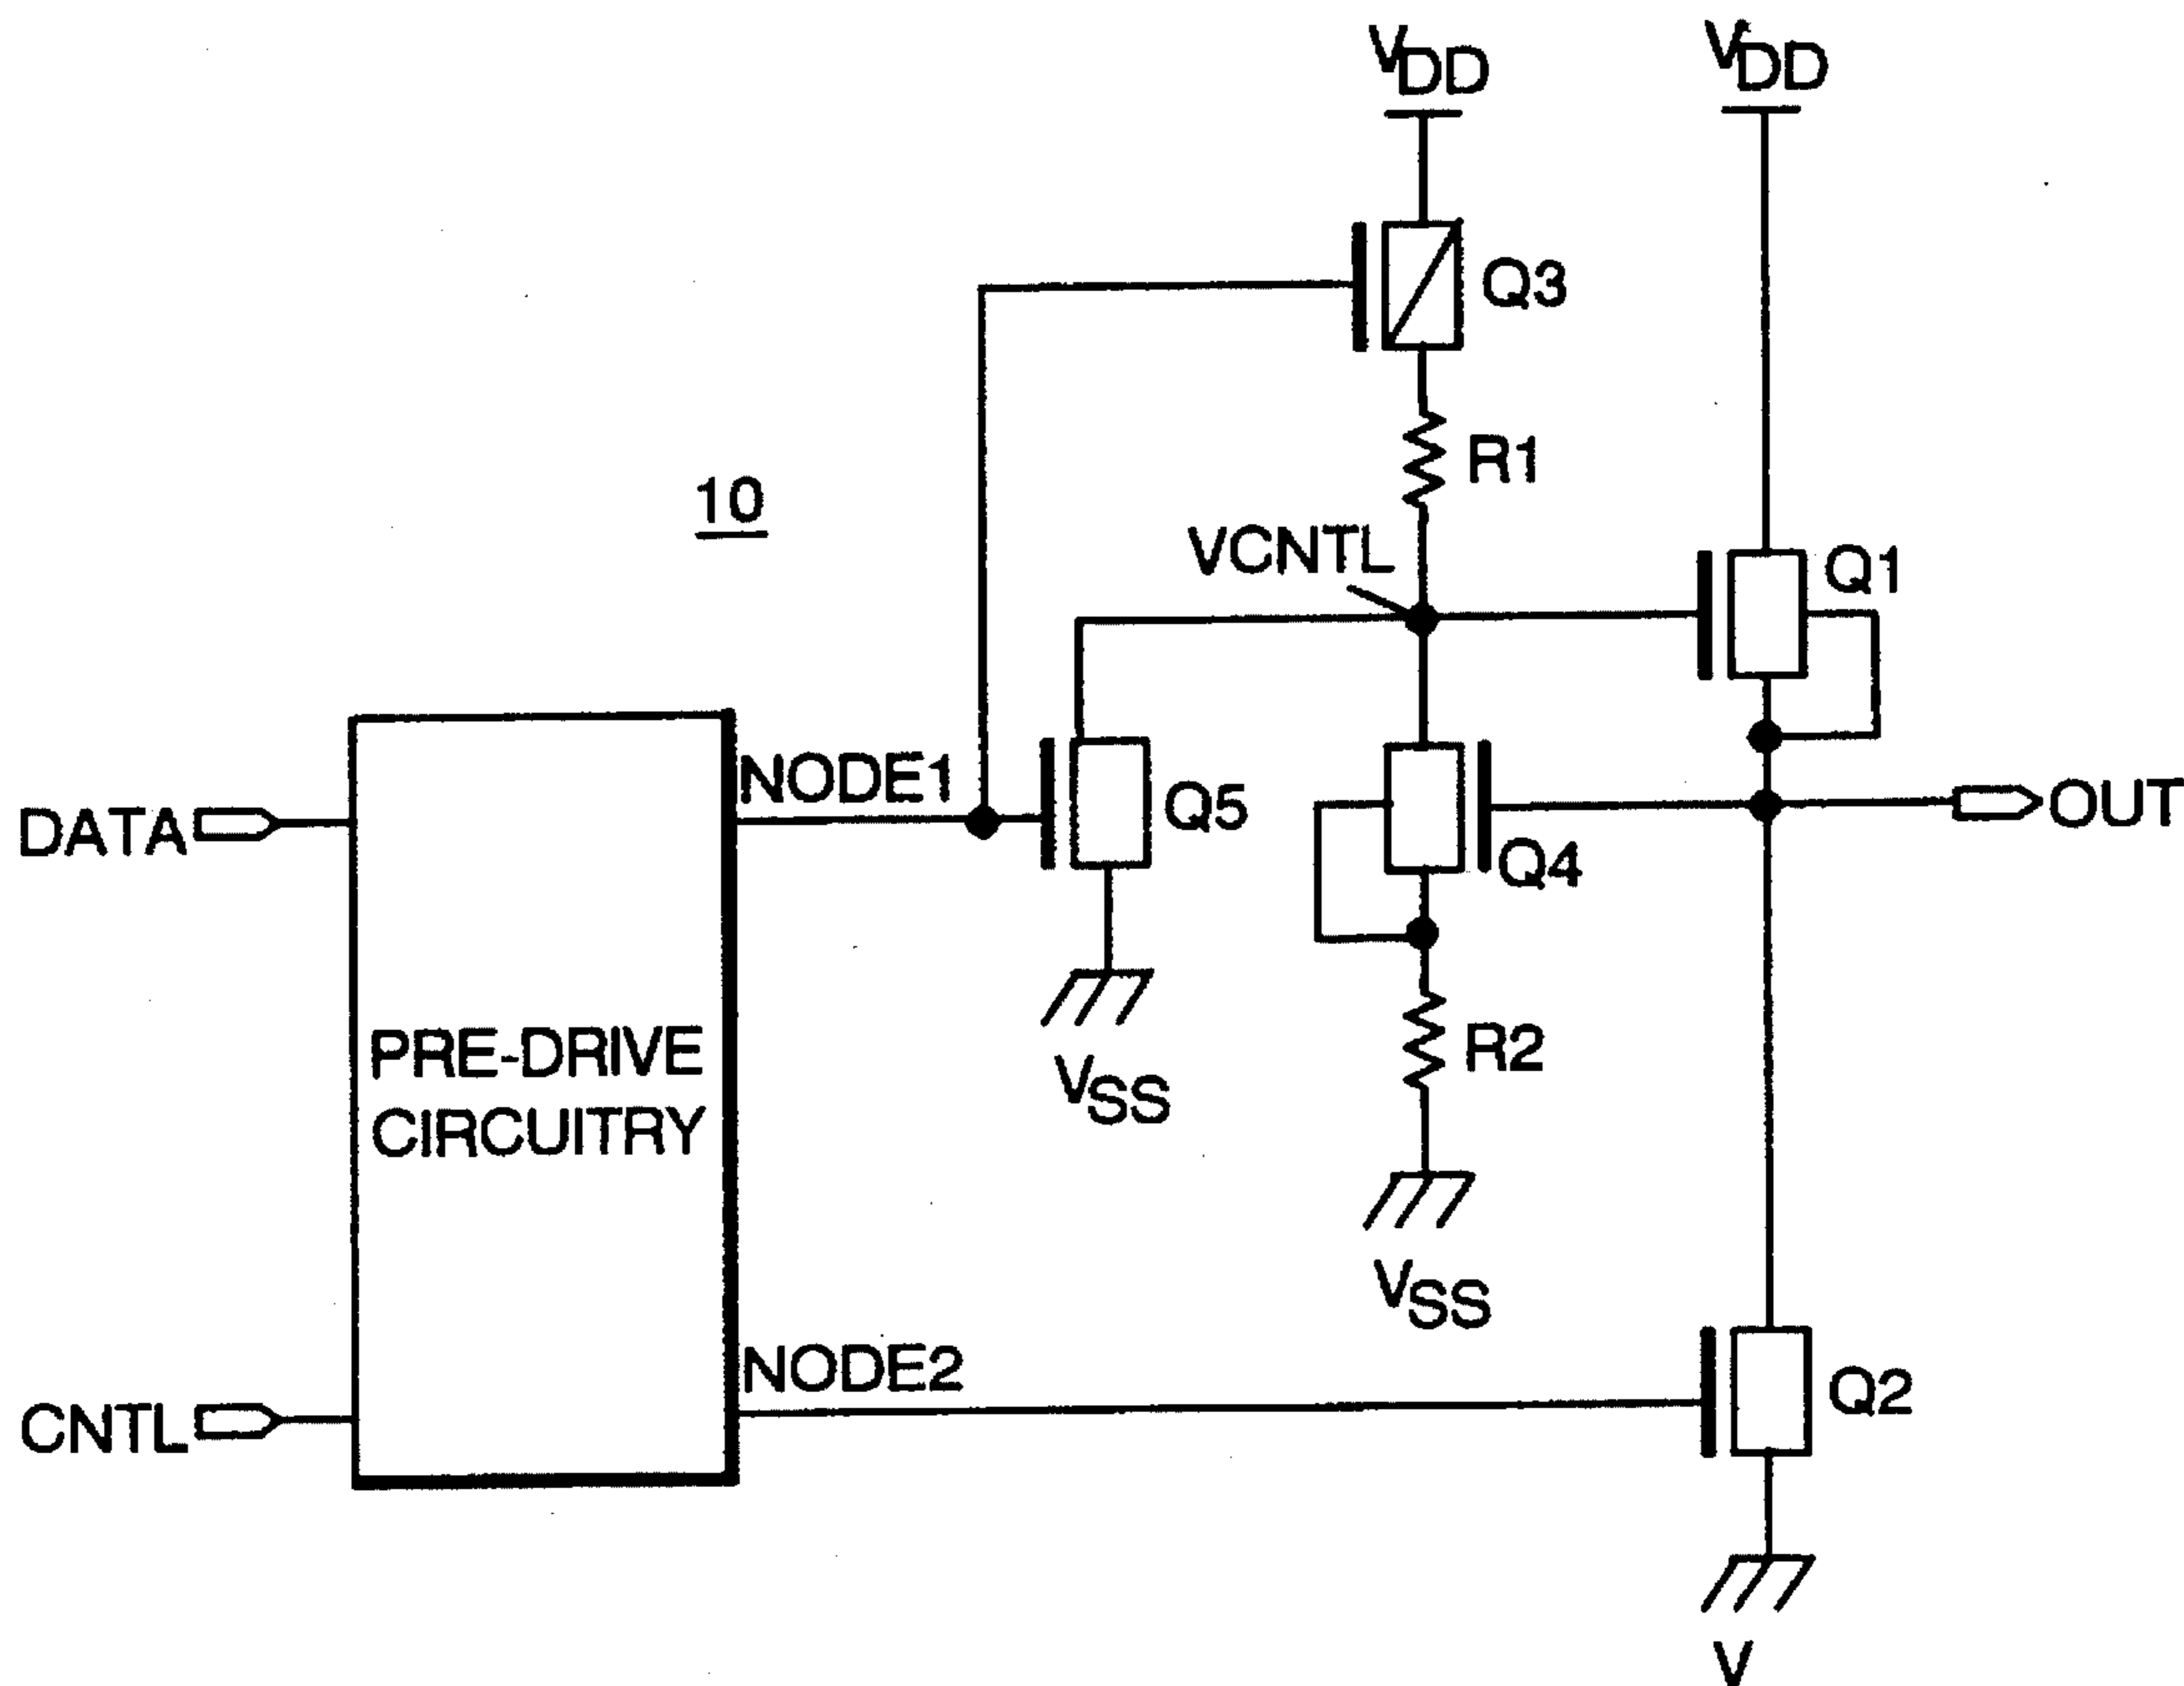 VDD
VDD
Q3
R1
10
VCNTL
Q1
NODE1
DATA
Q5
OUT
Q4
PRE-DRIVE
CIRCUITRY
R2
VSS
VSS
NODE2
CNTL
Q2
V